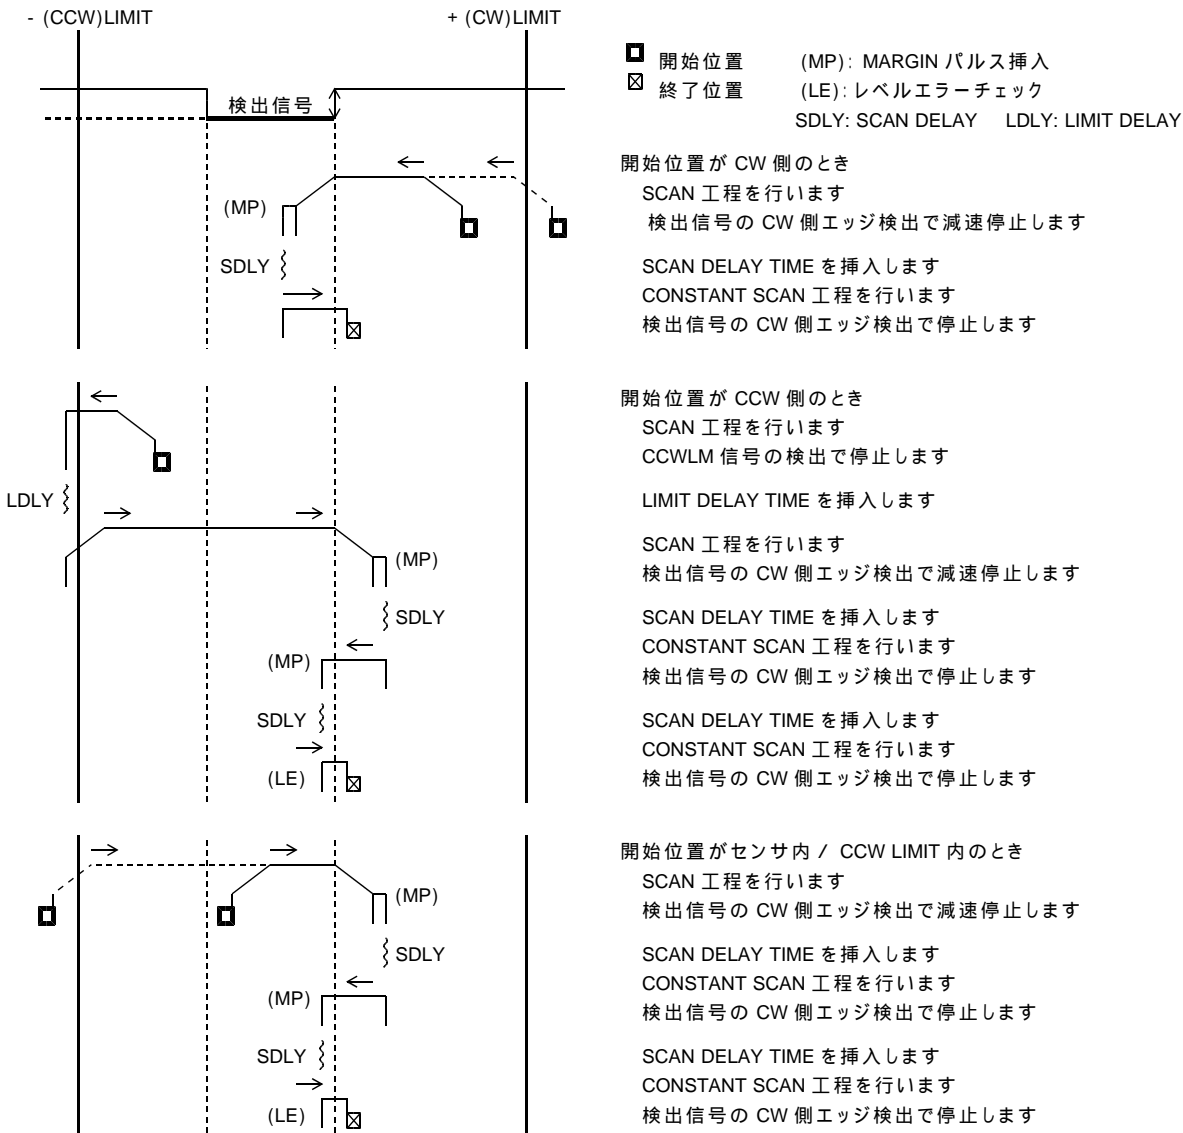 - (CCW)LIMIT
+ (CW)LIMIT
検出信号
開始位置 (MP): MARGIN パルス挿入
終了位置 (LE): レベルエラーチェック
SDLY: SCAN DELAY LDLY: LIMIT DELAY
(MP)
SDLY
開始位置が CW 側のとき
SCAN 工程を行います
検出信号の CW 側エッジ検出で減速停止します
SCAN DELAY TIME を挿入します
CONSTANT SCAN 工程を行います
検出信号の CW 側エッジ検出で停止します
LDLY
(MP)
SDLY
(MP)
SDLY
(LE)
開始位置が CCW 側のとき
SCAN 工程を行います
CCWLM 信号の検出で停止します
LIMIT DELAY TIME を挿入します
SCAN 工程を行います
検出信号の CW 側エッジ検出で減速停止します
SCAN DELAY TIME を挿入します
CONSTANT SCAN 工程を行います
検出信号の CW 側エッジ検出で停止します
SCAN DELAY TIME を挿入します
CONSTANT SCAN 工程を行います
検出信号の CW 側エッジ検出で停止します
(MP)
SDLY
(MP)
SDLY
(LE)
開始位置がセンサ内 / CCW LIMIT 内のとき
SCAN 工程を行います
検出信号の CW 側エッジ検出で減速停止します
SCAN DELAY TIME を挿入します
CONSTANT SCAN 工程を行います
検出信号の CW 側エッジ検出で停止します
SCAN DELAY TIME を挿入します
CONSTANT SCAN 工程を行います
検出信号の CW 側エッジ検出で停止します